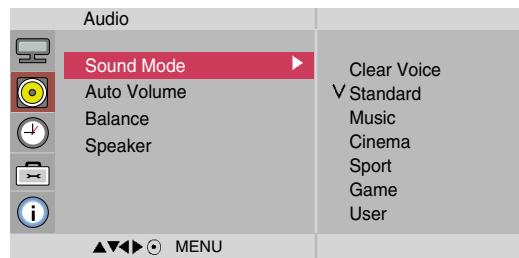 Audio
Sound Mode
Auto Volume
Balance
Speaker
Clear Voice
Standard
Music
Cinema
Sport
Game
User
MENU